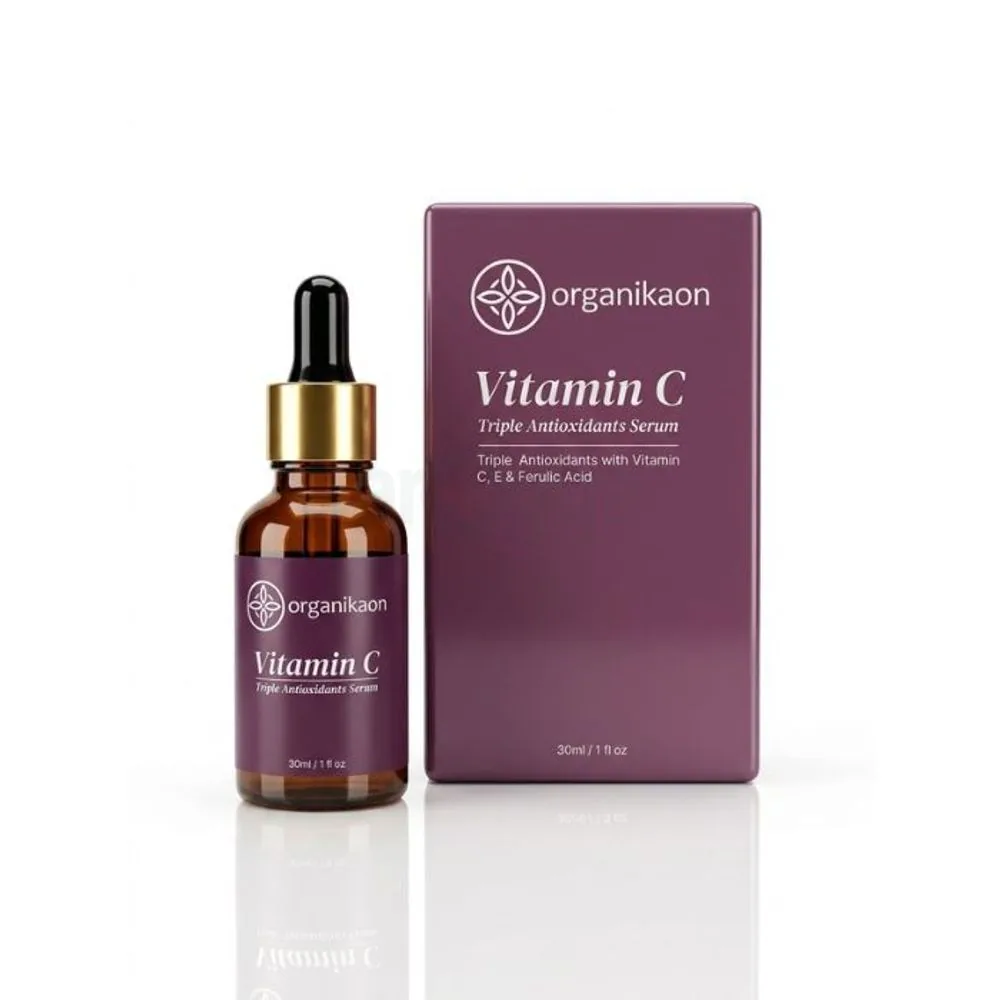 organikaon
Vitamin C
Triple Antioxidants Serum
Triple Antioxidants with Vitamin
C, E & Ferulic Acid
30ml / 1 fl oz
organikaon
Vitamin C
Triple Antioxidants Serum
30ml / 1 fl oz